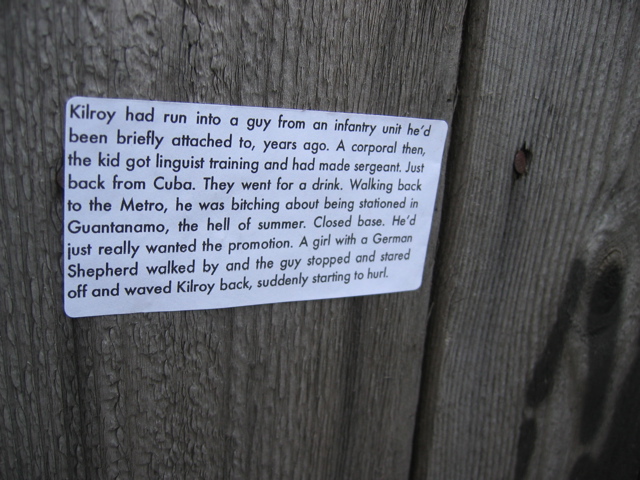 Kilroy had run into a guy from an infantry unit he'd
been briefly attached to, years ago. A corporal then,
the kid got linguist training and had made sergeant. Just
back from Cuba. They went for a drink. Walking back
to the Metro, he was bitching about being stationed in
Guantanamo, the hell of summer. Closed base. He'd
just really wanted the promotion. A girl with a German
Shepherd walked by and the guy stopped and stared
off and waved Kilroy back, suddenly starting to hurl.